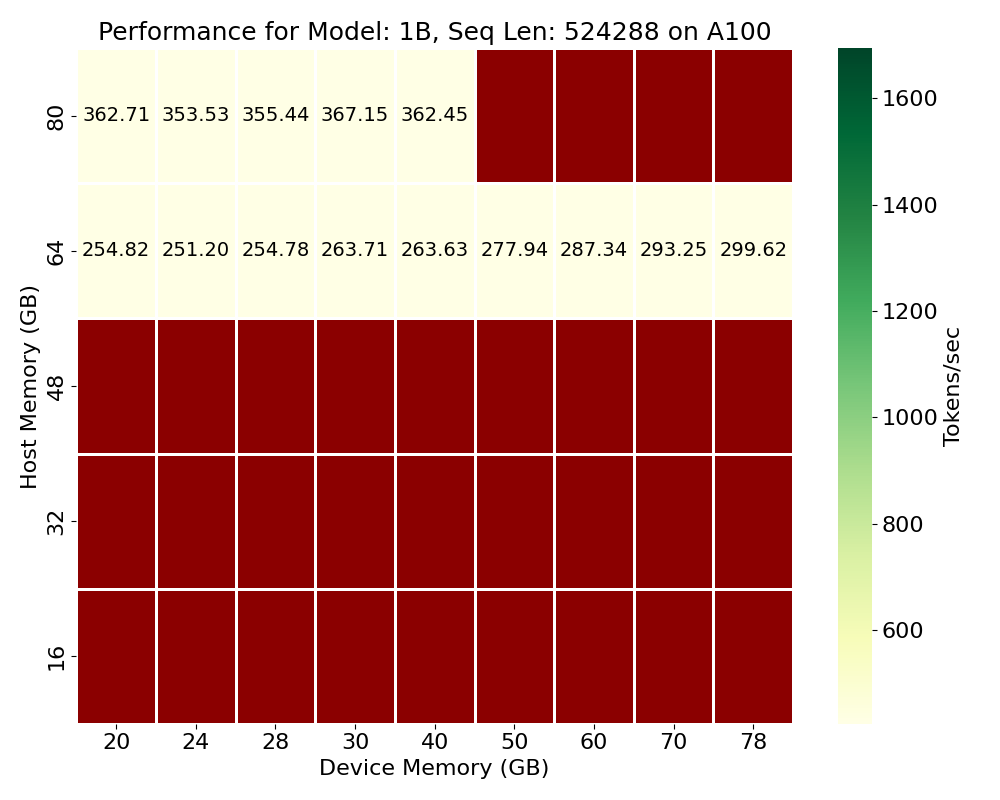 Performance for Model: 1B, Seq Len: 524288 on A100
80
362.71 353.53 355.44 367.15 362.45
64
254.82 251.20 254.78 263.71 263.63 277.94 287.34 293.25 299.62
48
32
16
Host Memory (GB)
20 24 28 30 40 50 60 70 78
Device Memory (GB)
1600
1400
1200
1000
800
600
Tokens/sec